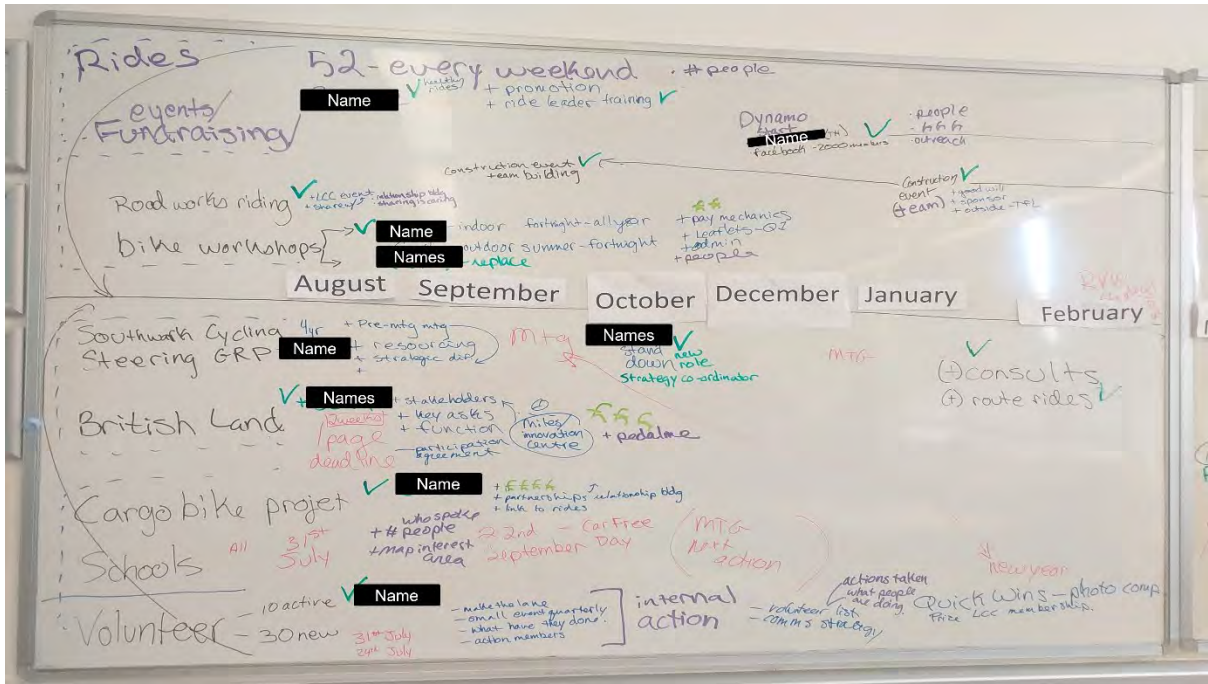 Rides
52 - every weekend · # people
Name
healthy rides
+ promotion
+ ride leader training
events/
Fundraising/
Dynamo
Name
facebook - 2000 members
· people
· £££
· outreach
construction event
+ team building
Construction
event
(team)
+ good will
+ sponsor
+ outside - TFL
Road works riding
+ LCC event
relationship bldg
sharing is caring
bike workshops
Name
- indoor fortnight - all year
outdoor summer - fortnight
Names
- replace
££
+ pay mechanics
+ Leaflets - QI
+ admin
+ people
August
September
October
December
January
February
Southwark Cycling
Steering GRP
4yr
Name
+ Pre-mtg mtg
+ resourcing
+ strategic dir
+
Mtg
Names
stand
down
new
role
Strategy co-ordinator
MTG
(+) consults
(+) route rides
British Land
Names
+ stakeholders
+ key asks
+ function
participation
agreement
1 page
deadline
miles
innovation
centre
£££
+ pedalme
Cargo bike projet
Name
+ ££££
+ partnerships relationship bldg
+ link to rides
Schools
All
31st
July
who spoke
+ # people
+ map interest
area
22nd - Car Free
September Day
MTG
next
action
new year
Volunteer
- 10 active
- 30 new
Name
31st July
24th July
- make the lane
- small event quarterly
- what have they done.
- action members
internal
action
- volunteer list
- comms strategy
actions taken
what people
are doing
Quick Wins - photo comp.
Prize LCC membership.